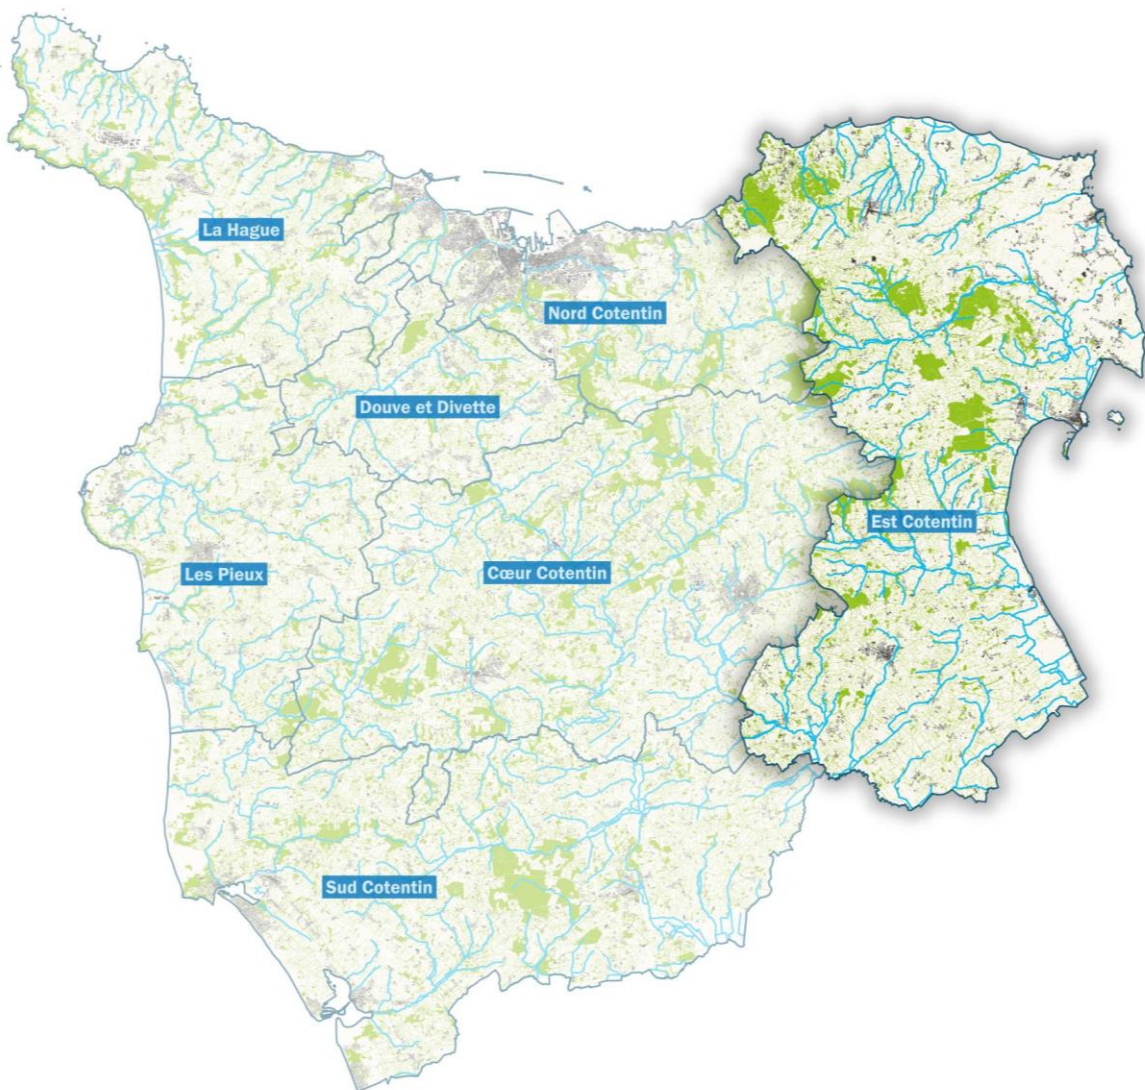 La Hague
Nord Cotentin
Douve et Divette
Est Cotentin
Les Pieux
Cœur Cotentin
Sud Cotentin